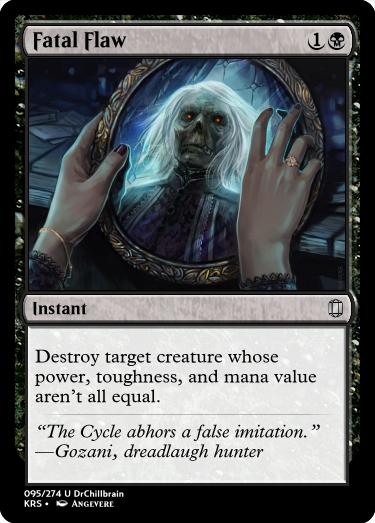 Fatal Flaw 1
Instant
Destroy target creature whose
power, toughness, and mana value
aren't all equal.
"The Cycle abhors a false imitation."
—Gozani, dreadlaugh hunter
095/274 U DrChillbrain
KRS • ANGEVERE